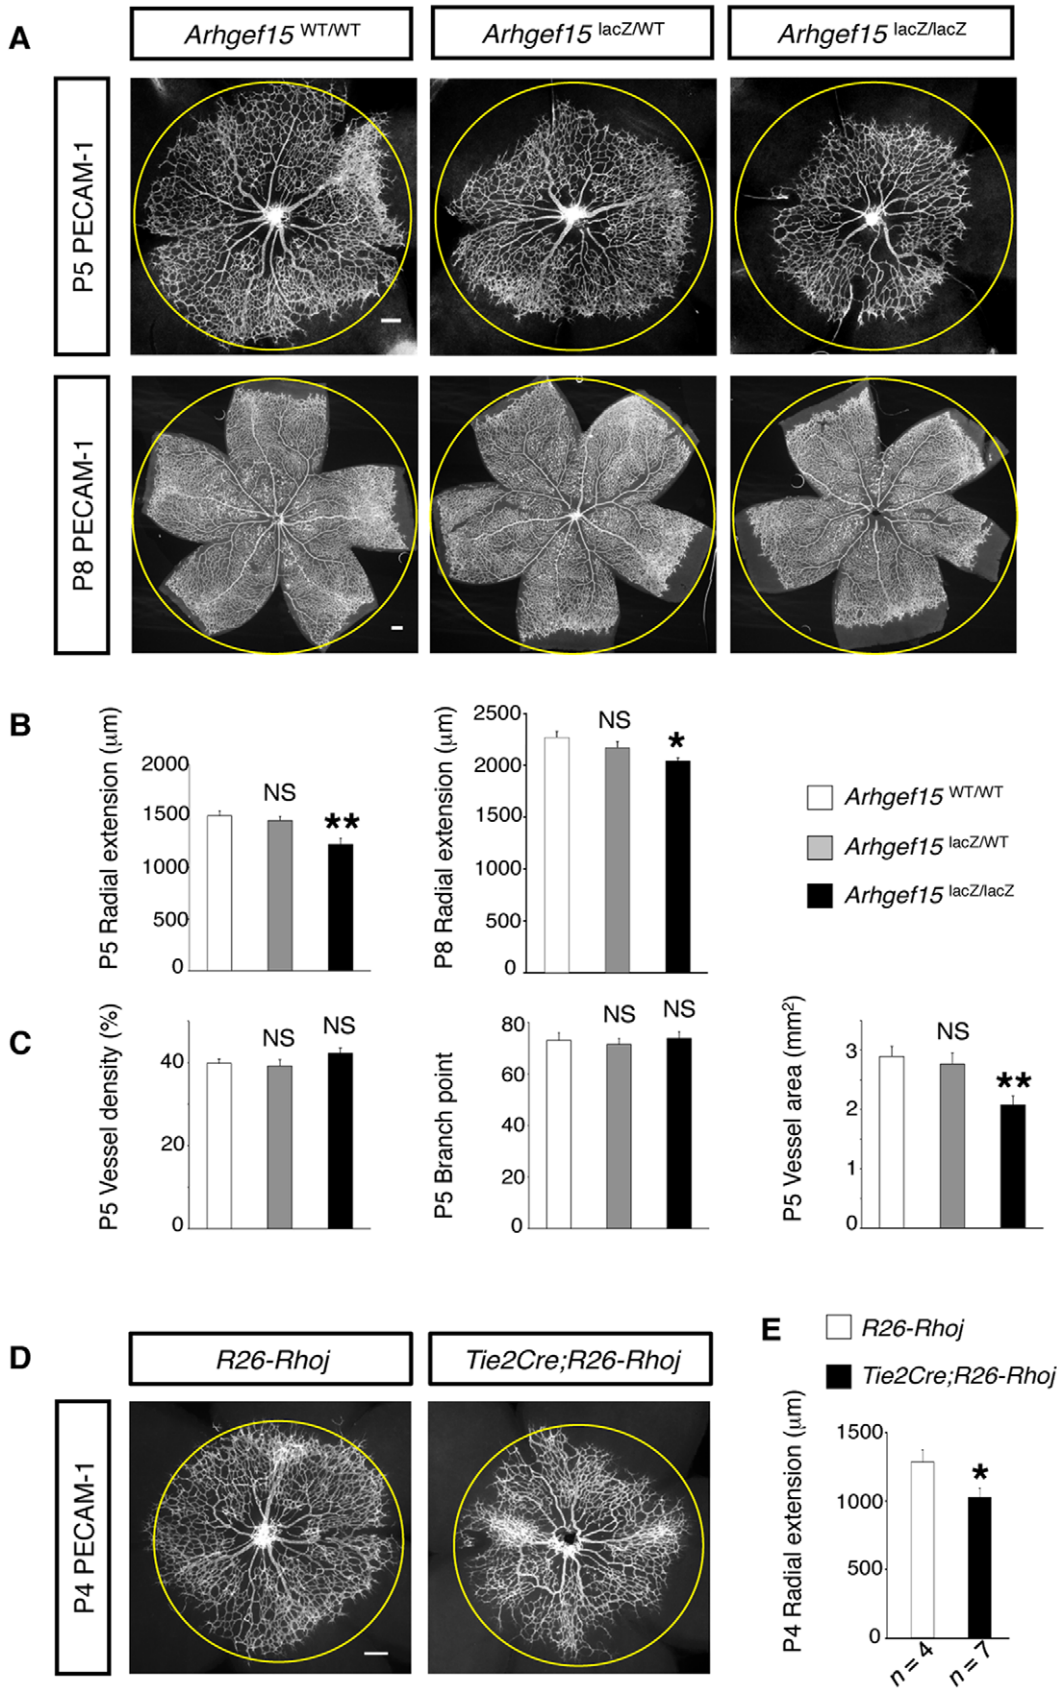 A
Arhgef15 WT/WT
Arhgef15 lacZ/WT
Arhgef15 lacZ/lacZ
P5 PECAM-1
P8 PECAM-1
B
P5 Radial extension (μm)
2000
1500
1000
500
0
NS
**
P8 Radial extension (μm)
2500
2000
1500
1000
500
0
NS
*
Arhgef15 WT/WT
Arhgef15 lacZ/WT
Arhgef15 lacZ/lacZ
C
P5 Vessel density (%)
40
20
0
NS
NS
P5 Branch point
80
60
40
20
0
NS
NS
P5 Vessel area (mm²)
3
2
1
0
NS
**
D
R26-Rhoj
Tie2Cre;R26-Rhoj
P4 PECAM-1
E
R26-Rhoj
Tie2Cre;R26-Rhoj
P4 Radial extension (μm)
1500
1000
500
0
*
n = 4
n = 7